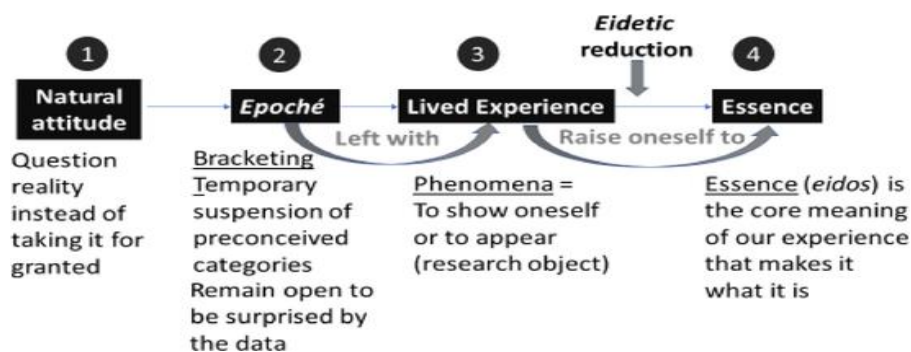 Eidetic
reduction
1
2
3
4
Natural
attitude
Epoché
Lived Experience
Essence
Left with
Raise oneself to
Question
reality
instead of
taking it for
granted
Bracketing
Temporary
suspension of
preconceived
categories
Remain open to
be surprised by
the data
Phenomena =
To show oneself
or to appear
(research object)
Essence (eidos) is
the core meaning
of our experience
that makes it
what it is